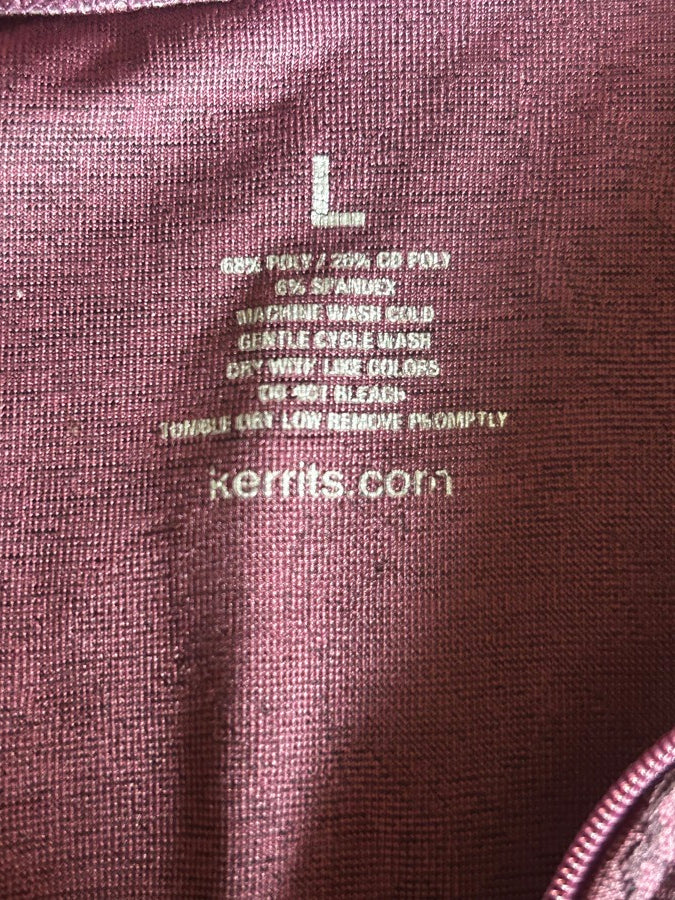 L
68% POLY / 26% CD POLY
6% SPANDEX
MACHINE WASH COLD
GENTLE CYCLE WASH
DRY WITH LIKE COLORS
DO NOT BLEACH
TUMBLE DRY LOW REMOVE PROMPTLY
kerrits.com